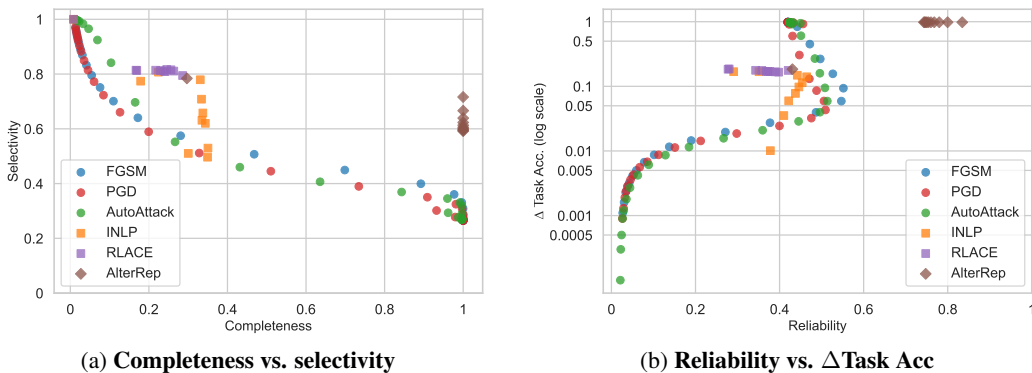 1
0.8
0.6
0.4
0.2
0
Selectivity
FGSM
PGD
AutoAttack
INLP
RLACE
AlterRep
0 0.2 0.4 0.6 0.8 1
Completeness
(a) Completeness vs. selectivity
1
0.5
0.1
0.05
0.01
0.005
0.001
0.0005
Δ Task Acc. (log scale)
FGSM
PGD
AutoAttack
INLP
RLACE
AlterRep
0 0.2 0.4 0.6 0.8 1
Reliability
(b) Reliability vs. ΔTask Acc